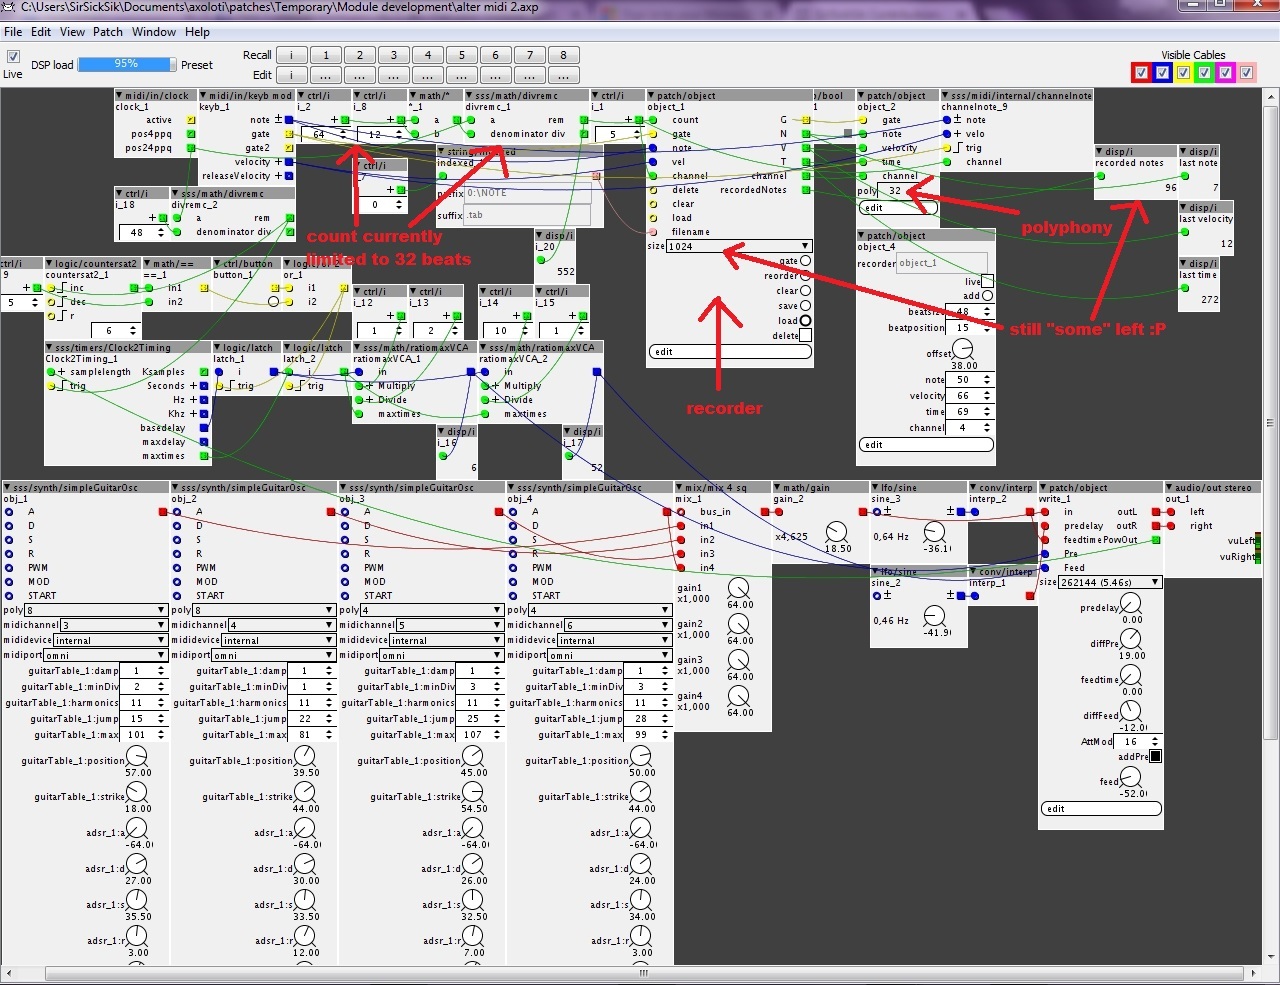 C:\Users\SirSickSik\Documents\axoloti\patches\Temporary\Module development\alter midi 2.axp
File Edit View Patch Window Help
Live
DSP load 95% Preset
Recall i 1 2 3 4 5 6 7 8
Edit i ... ... ... ... ... ... ... ...
Visible Cables
midi/in/clock
clock_1
active
pos4ppq
pos24ppq
midi/in/keyb mod
keyb_1
note
gate
gate2
velocity
releaseVelocity
ctrl/i
i_2
64
ctrl/i
i_8
12
math/*
*_1
a
b
sss/math/divremc
divremc_1
a rem
denominator div
ctrl/i
i_1
5
ctrl/i
0
indexed
prefix 0:\NOTE
suffix .tab
patch/object
object_1
count G
gate N
note V
vel T
channel channel
delete recordedNotes
clear
load
filename
size 1024
gate
reorder
clear
save
load
delete
edit
/bool
patch/object
object_2
gate
note
velocity
time
channel
poly 32
edit
sss/midi/internal/channelnote
channelnote_9
note
velo
trig
channel
disp/i
recorded notes
96
disp/i
last note
7
disp/i
last velocity
12
disp/i
last time
272
ctrl/i
i_18
48
sss/math/divremc
divremc_2
a rem
denominator div
count currently
limited to 32 beats
polyphony
still "some" left :P
recorder
disp/i
i_20
552
9
5
logic/countersat2
countersat2_1
inc
dec
r
6
math/==
==_1
in1
in2
ctrl/button
button_1
logic/or
or_1
i1
i2
ctrl/i
i_12
1
ctrl/i
i_13
2
ctrl/i
i_14
10
ctrl/i
i_15
1
patch/object
object_4
recorder object_1
live
add
beatsize 48
beatposition 15
offset
38.00
note 50
velocity 66
time 69
channel 4
edit
sss/timers/Clock2Timing
Clock2Timing_1
samplelength Ksamples
trig Seconds
Hz
Khz
basedelay
maxdelay
maxtimes
logic/latch
latch_1
i
trig
logic/latch
latch_2
i
trig
sss/math/ratiomaxVCA
ratiomaxVCA_1
in
Multiply
Divide
maxtimes
sss/math/ratiomaxVCA
ratiomaxVCA_2
in
Multiply
Divide
maxtimes
disp/i
i_16
6
disp/i
i_17
52
sss/synth/simpleGuitarOsc
obj_1
A
D
S
R
PWM
MOD
START
poly 8
midichannel 3
mididevice internal
midiport omni
guitarTable_1:damp 1
guitarTable_1:minDiv 2
guitarTable_1:harmonics 11
guitarTable_1:jump 15
guitarTable_1:max 101
guitarTable_1:position
57.00
guitarTable_1:strike
18.00
adsr_1:a
-64.0
adsr_1:d
27.00
adsr_1:s
35.50
adsr_1:r
3.00
sss/synth/simpleGuitarOsc
obj_2
A
D
S
R
PWM
MOD
START
poly 8
midichannel 4
mididevice internal
midiport omni
guitarTable_1:damp 1
guitarTable_1:minDiv 1
guitarTable_1:harmonics 11
guitarTable_1:jump 22
guitarTable_1:max 81
guitarTable_1:position
39.50
guitarTable_1:strike
44.00
adsr_1:a
-64.0
adsr_1:d
30.00
adsr_1:s
33.50
adsr_1:r
12.00
sss/synth/simpleGuitarOsc
obj_3
A
D
S
R
PWM
MOD
START
poly 4
midichannel 5
mididevice internal
midiport omni
guitarTable_1:damp 1
guitarTable_1:minDiv 3
guitarTable_1:harmonics 11
guitarTable_1:jump 25
guitarTable_1:max 107
guitarTable_1:position
45.00
guitarTable_1:strike
54.50
adsr_1:a
-64.0
adsr_1:d
26.00
adsr_1:s
32.50
adsr_1:r
7.00
sss/synth/simpleGuitarOsc
obj_4
A
D
S
R
PWM
MOD
START
poly 4
midichannel 6
mididevice internal
midiport omni
guitarTable_1:damp 1
guitarTable_1:minDiv 3
guitarTable_1:harmonics 11
guitarTable_1:jump 28
guitarTable_1:max 99
guitarTable_1:position
50.00
guitarTable_1:strike
44.00
adsr_1:a
-64.0
adsr_1:d
24.00
adsr_1:s
34.00
adsr_1:r
3.00
mix/mix 4 sq
mix_1
bus_in
in1
in2
in3
in4
gain1
x1,000
64.00
gain2
x1,000
64.00
gain3
x1,000
64.00
gain4
x1,000
64.00
math/gain
gain_2
x4,625
18.50
lfo/sine
sine_3
0,64 Hz
-36.1
conv/interp
interp_2
lfo/sine
sine_2
0,46 Hz
-41.9
conv/interp
interp_1
patch/object
write_1
in outL
predelay outR
feedtime PowOut
Pre
Feed
size 262144 (5.46s)
predelay
0.00
diffPre
19.00
feedtime
0.00
diffFeed
-12.0
AttMod 16
addPre
feed
-52.0
edit
audio/out stereo
out_1
left
right
vuLeft
vuRight